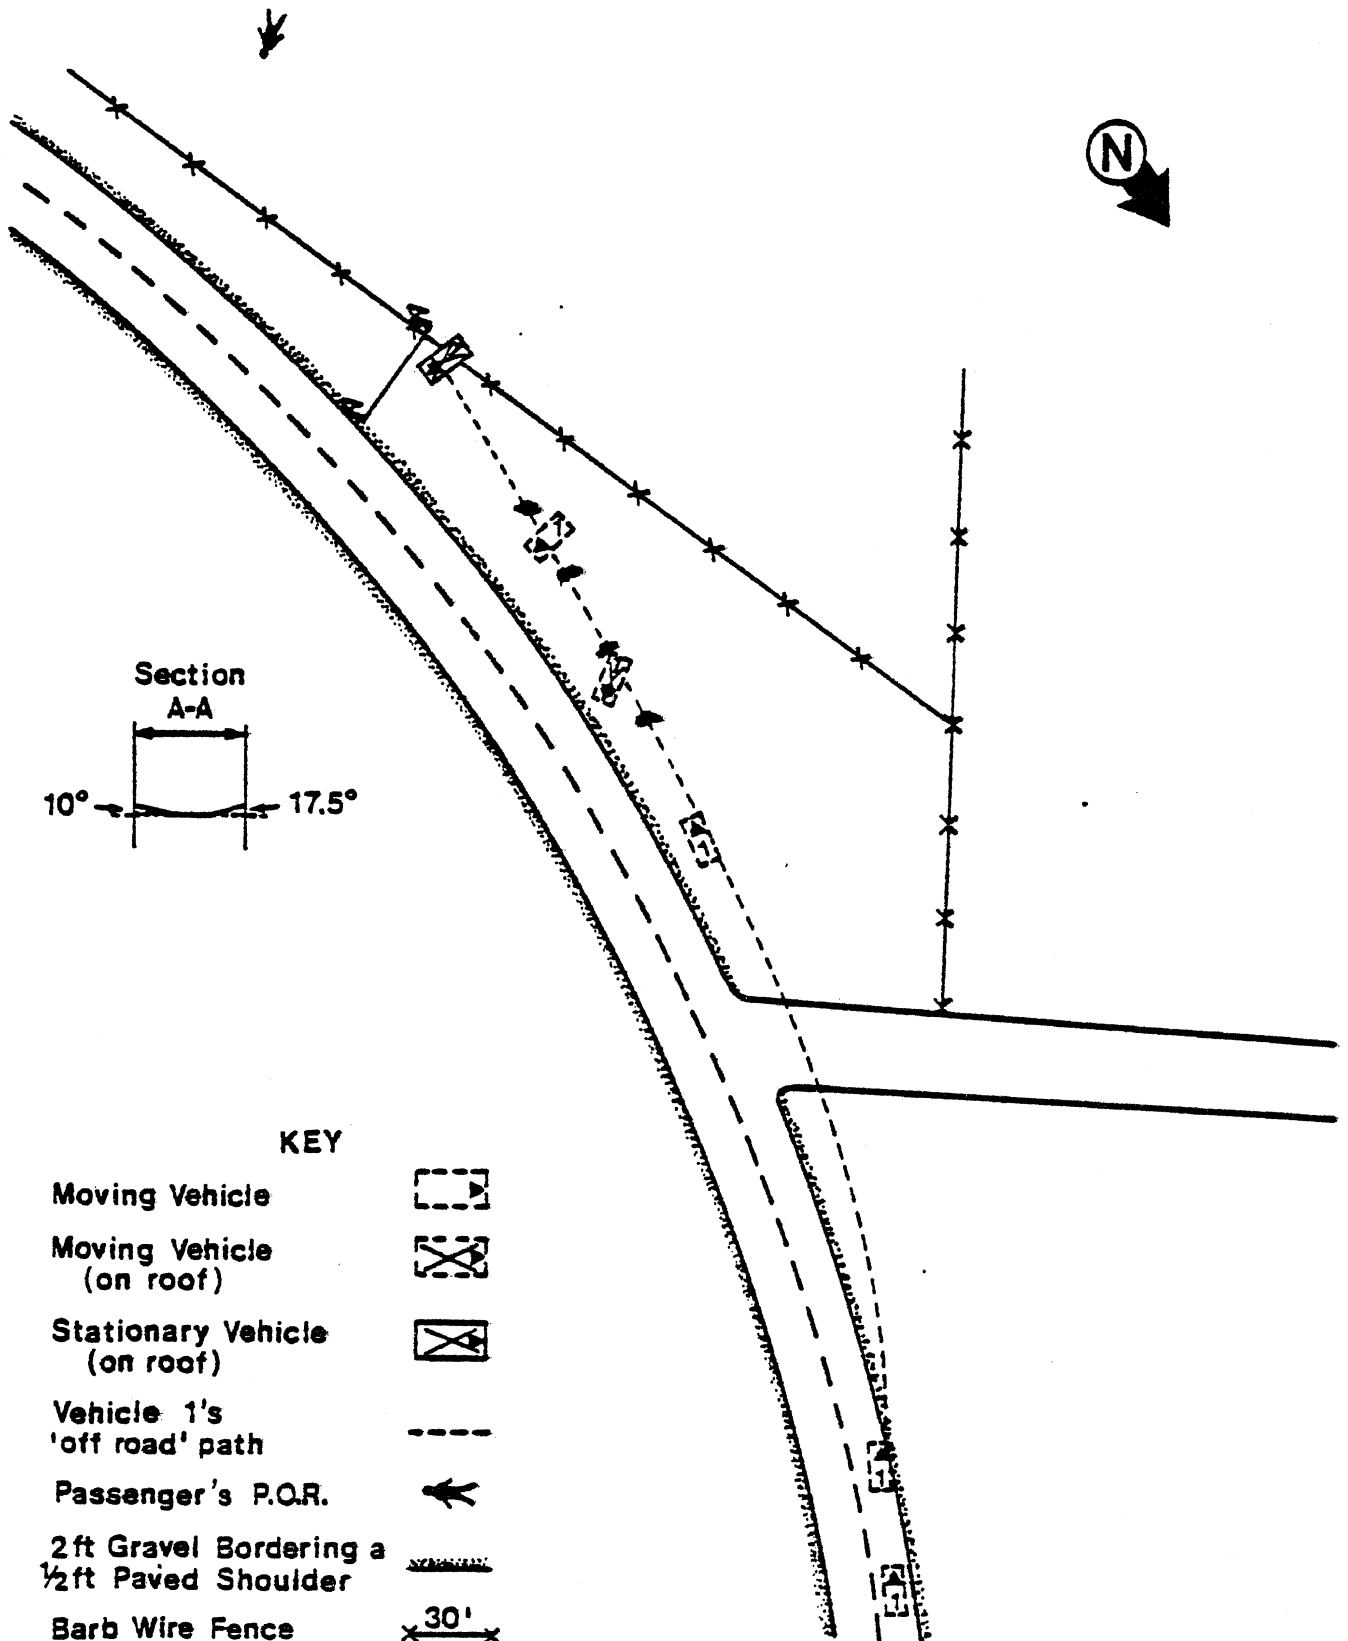 N
A
A
Section
A-A
10° 17.5°
1
1
1
1
KEY
Moving Vehicle
Moving Vehicle
(on roof)
Stationary Vehicle
(on roof)
Vehicle 1's
'off road' path
Passenger's P.O.R.
2ft Gravel Bordering a
½ft Paved Shoulder
Barb Wire Fence 30'